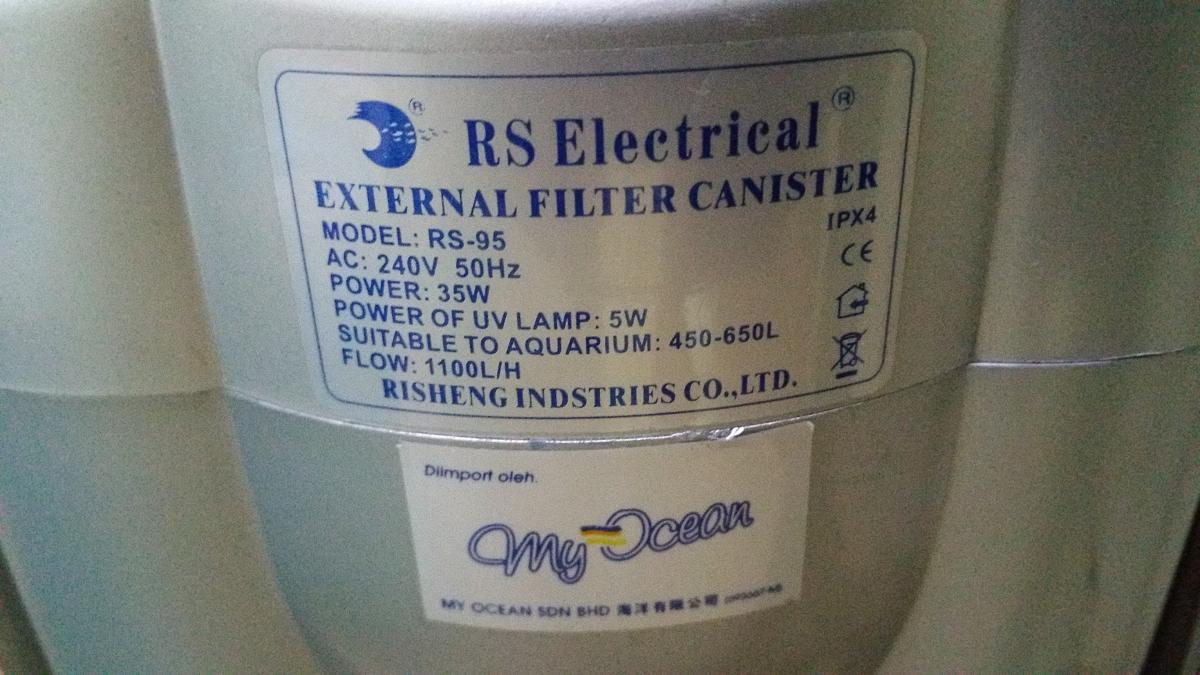 RS Electrical ®
EXTERNAL FILTER CANISTER
MODEL: RS-95
IPX4
AC: 240V 50Hz
CE
POWER: 35W
POWER OF UV LAMP: 5W
SUITABLE TO AQUARIUM: 450-650L
FLOW: 1100L/H
RISHENG INDSTRIES CO.,LTD.
Diimport oleh.
My Ocean
MY OCEAN SDN BHD 海洋有限公司